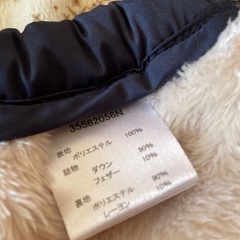 35562056N
表地 ポリエステル 100%
詰物 ダウン 90%
フェザー 10%
裏地 ポリエステル 90%
レーヨン 10%